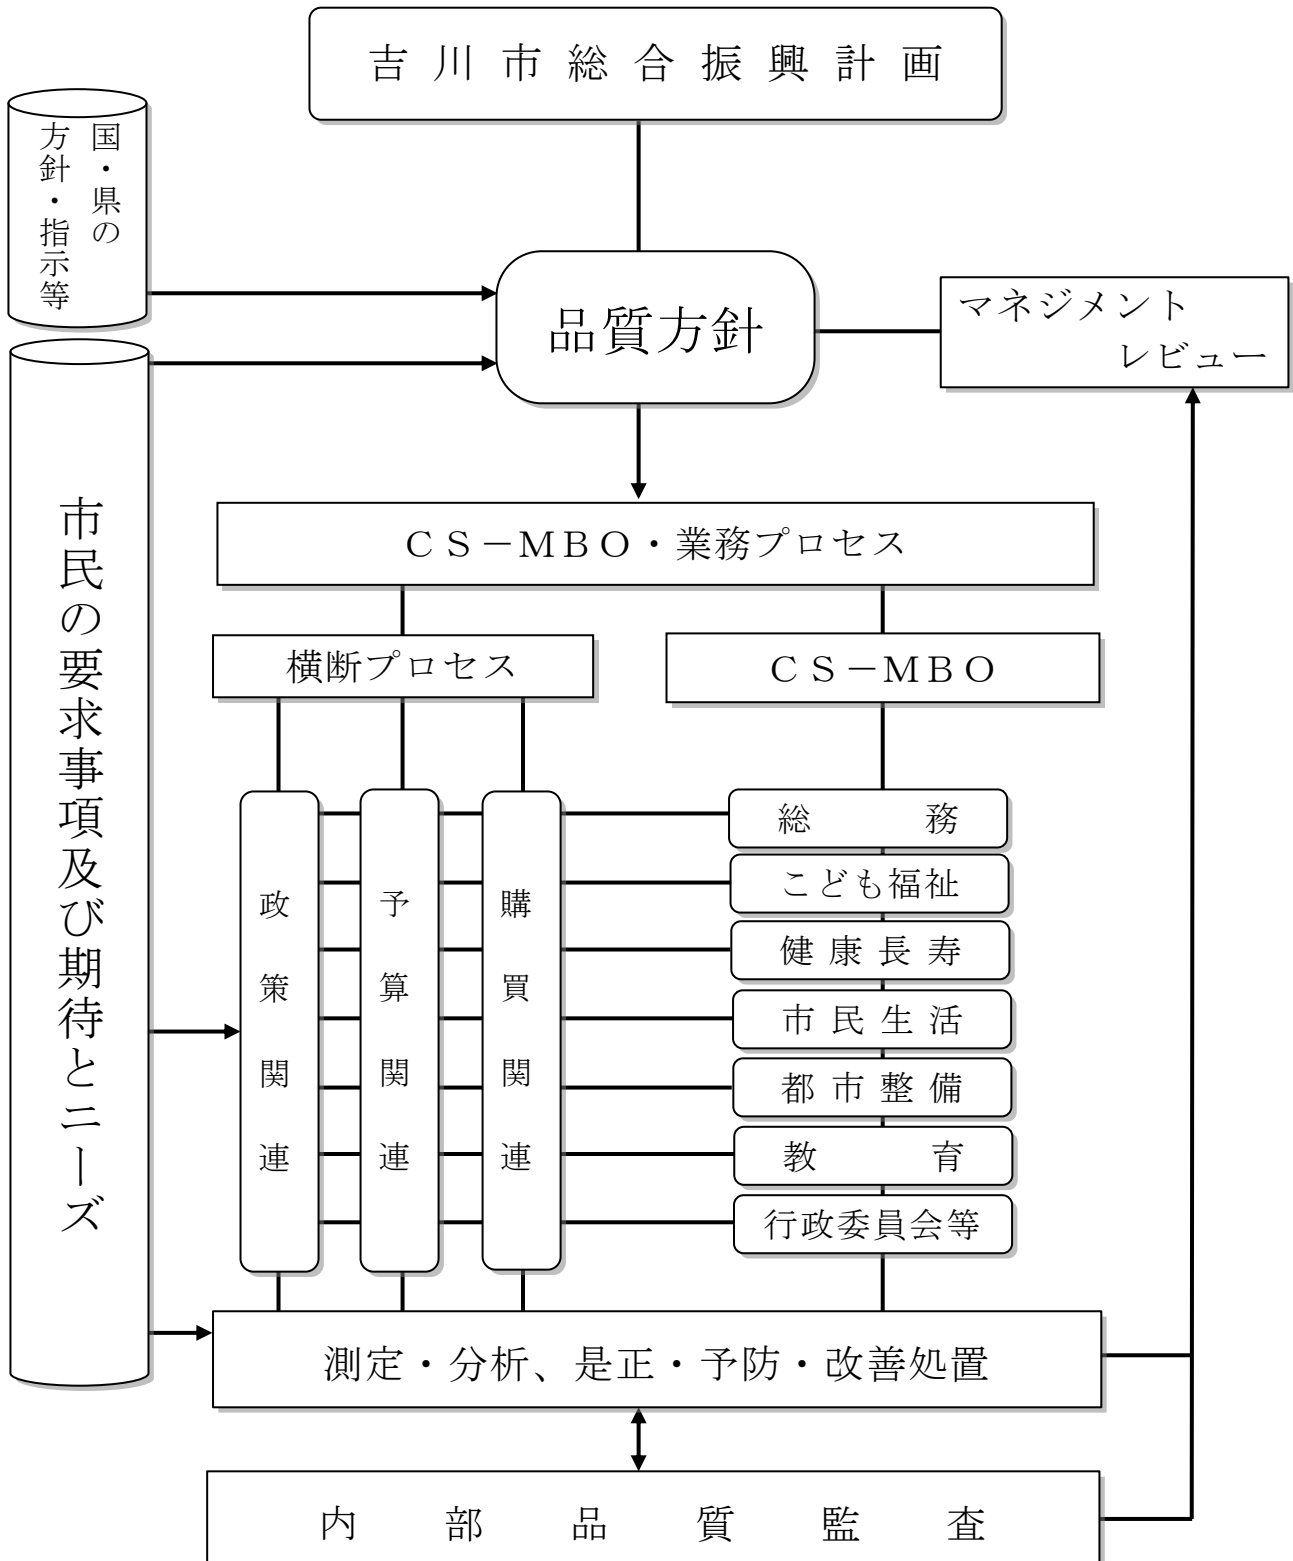 吉川市総合振興計画
国・県の
方針・指示等
品質方針
マネジメント
レビュー
市民の要求事項及び期待とニーズ
ＣＳ－ＭＢＯ・業務プロセス
横断プロセス
ＣＳ－ＭＢＯ
政策関連
予算関連
購買関連
総務
こども福祉
健康長寿
市民生活
都市整備
教育
行政委員会等
測定・分析、是正・予防・改善処置
内部品質監査